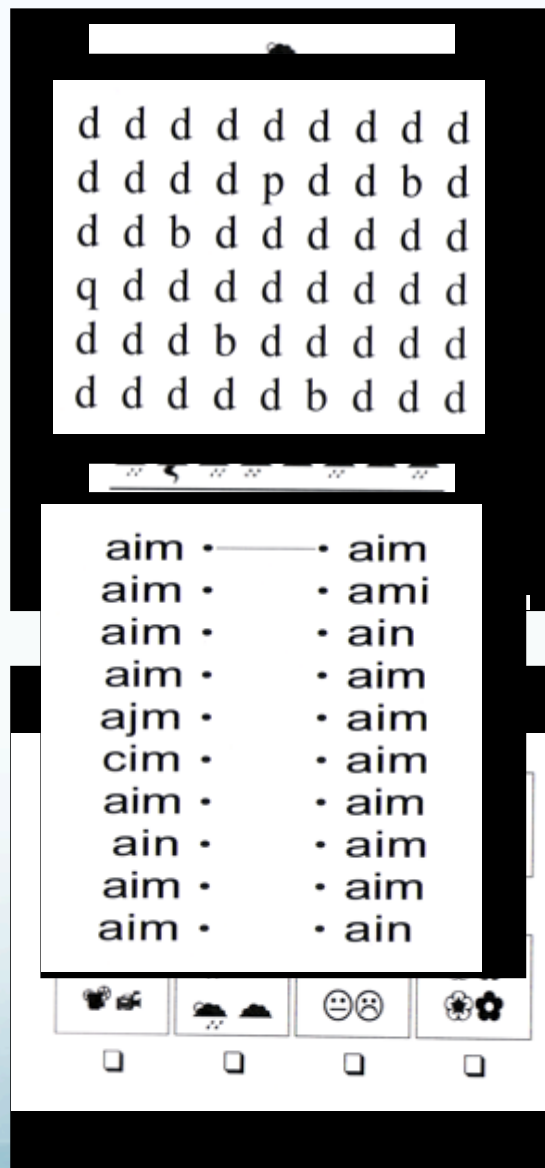 d d d d d d d d d
d d d d p d d b d
d d b d d d d d d
q d d d d d d d d
d d d b d d d d d
d d d d d b d d d
aim • • aim
aim • • ami
aim • • ain
aim • • aim
ajm • • aim
cim • • aim
aim • • aim
ain • • aim
aim • • aim
aim • • ain